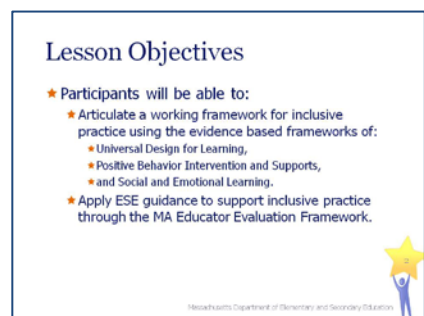 Lesson Objectives
Participants will be able to:
Articulate a working framework for inclusive
practice using the evidence based frameworks of:
Universal Design for Learning,
Positive Behavior Intervention and Supports,
and Social and Emotional Learning.
Apply ESE guidance to support inclusive practice
through the MA Educator Evaluation Framework.
Massachusetts Department of Elementary and Secondary Education